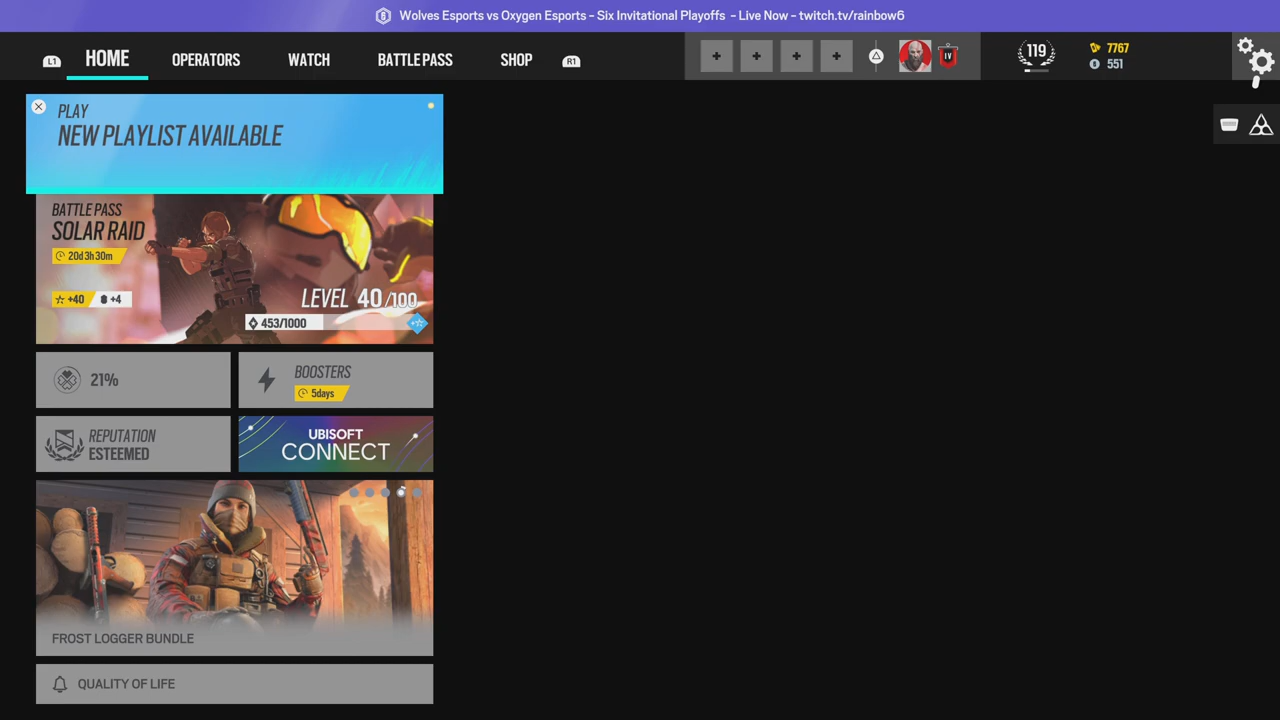 Wolves Esports vs Oxygen Esports - Six Invitational Playoffs - Live Now - twitch.tv/rainbow6
L1 HOME OPERATORS WATCH BATTLE PASS SHOP R1
+ + + + IV 119 7767
551
PLAY
NEW PLAYLIST AVAILABLE
BATTLE PASS
SOLAR RAID
20d 3h 30m
+40 +4
LEVEL 40/100
453/1000
21%
BOOSTERS
5days
REPUTATION
ESTEEMED
UBISOFT
CONNECT
FROST LOGGER BUNDLE
QUALITY OF LIFE